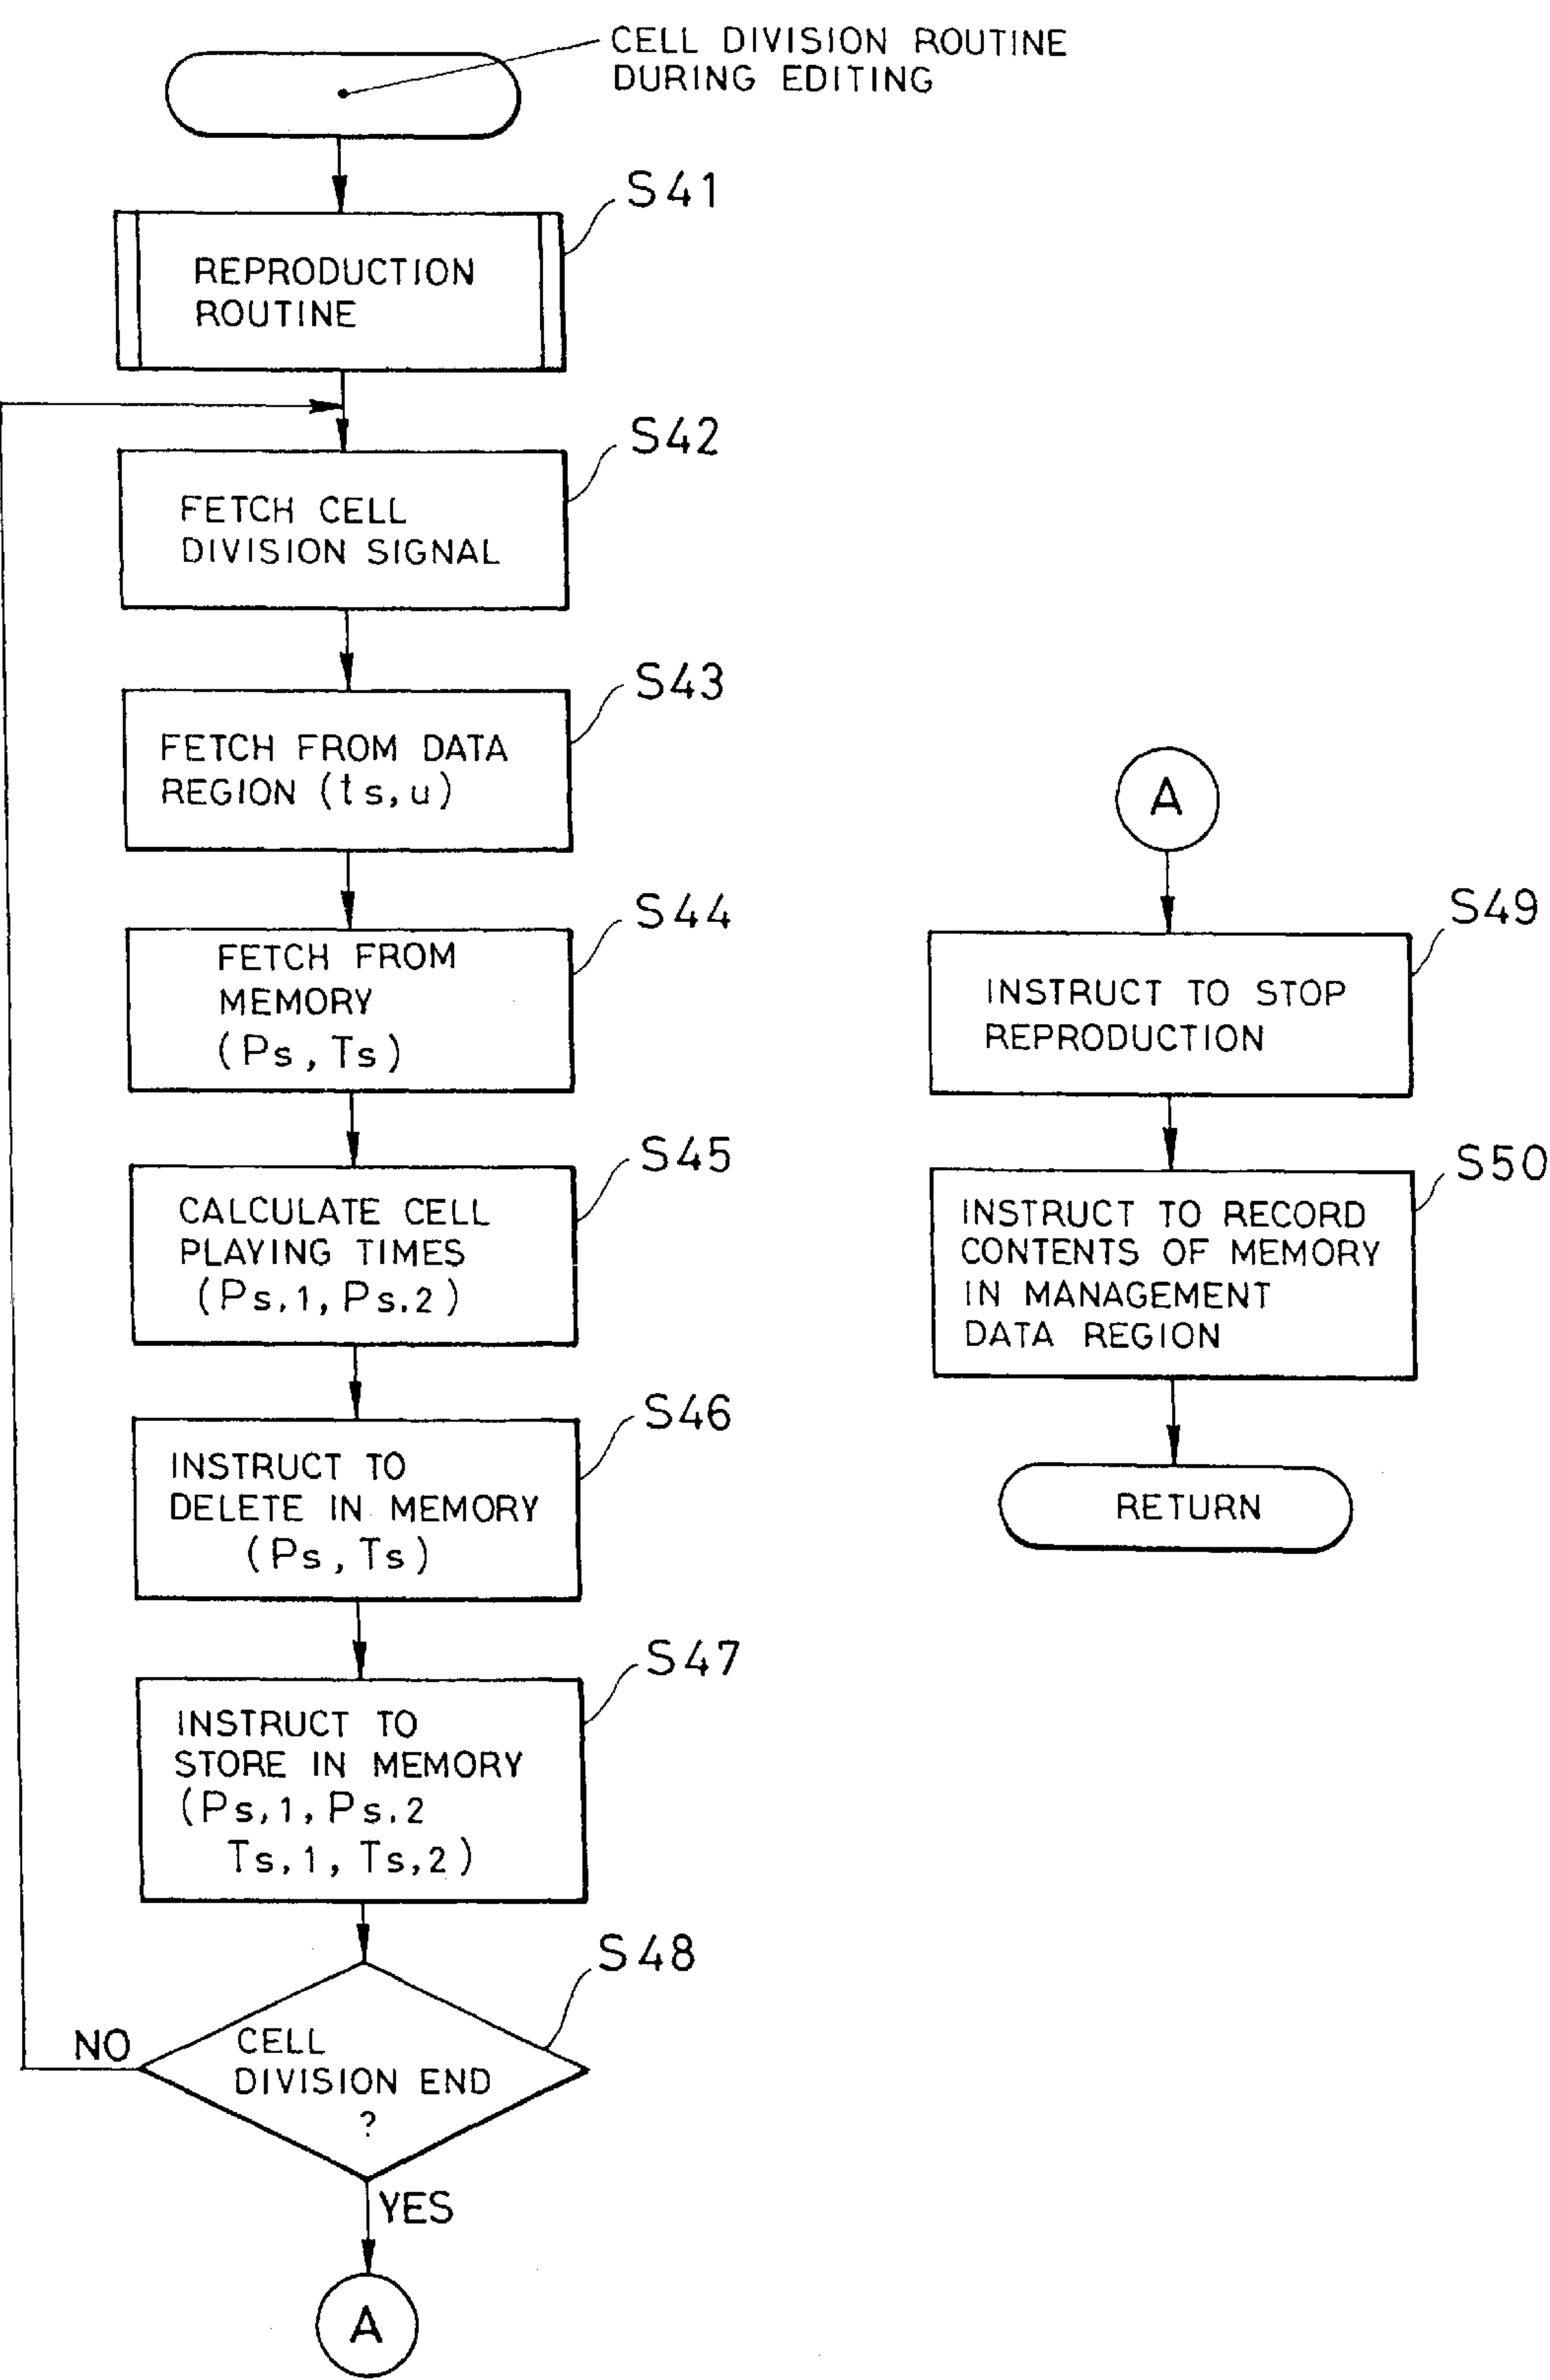 CELL DIVISION ROUTINE
DURING EDITING
S41
REPRODUCTION
ROUTINE
S42
FETCH CELL
DIVISION SIGNAL
S43
FETCH FROM DATA
REGION (ts,u)
S44
FETCH FROM
MEMORY
(Ps, Ts)
S45
CALCULATE CELL
PLAYING TIMES
(Ps.1, Ps.2)
S46
INSTRUCT TO
DELETE IN MEMORY
(Ps, Ts)
S47
INSTRUCT TO
STORE IN MEMORY
(Ps,1, Ps.2
Ts,1, Ts,2)
S48
NO
CELL
DIVISION END
?
YES
A
A
S49
INSTRUCT TO STOP
REPRODUCTION
S50
INSTRUCT TO RECORD
CONTENTS OF MEMORY
IN MANAGEMENT
DATA REGION
RETURN